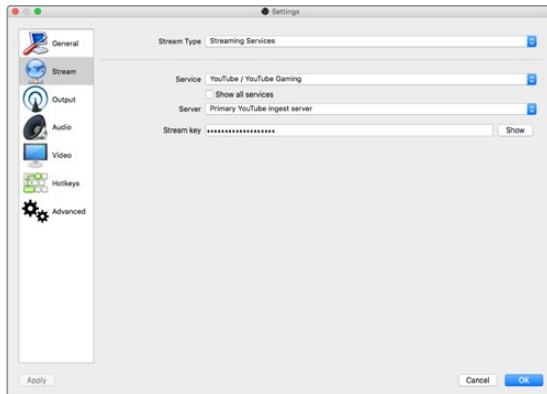 Settings
General
Stream
Output
Audio
Video
Hotkeys
Advanced
Stream Type Streaming Services
Service YouTube / YouTube Gaming
Show all services
Server Primary YouTube ingest server
Stream key •••••••••••••••••••
Show
Apply
Cancel
OK